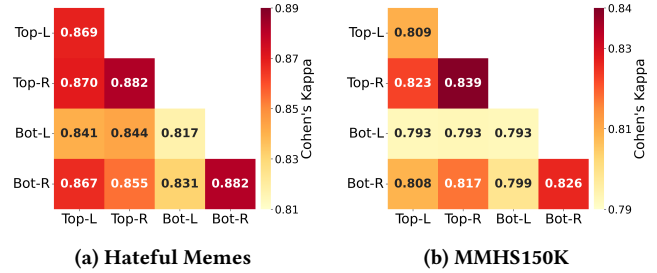 Top-L 0.869
Top-R 0.870 0.882
Bot-L 0.841 0.844 0.817
Bot-R 0.867 0.855 0.831 0.882
Top-L Top-R Bot-L Bot-R
0.89
0.87
0.85
0.83
0.81
Cohen's Kappa
(a) Hateful Memes
Top-L 0.809
Top-R 0.823 0.839
Bot-L 0.793 0.793 0.793
Bot-R 0.808 0.817 0.799 0.826
Top-L Top-R Bot-L Bot-R
0.84
0.83
0.81
0.79
Cohen's Kappa
(b) MMHS150K